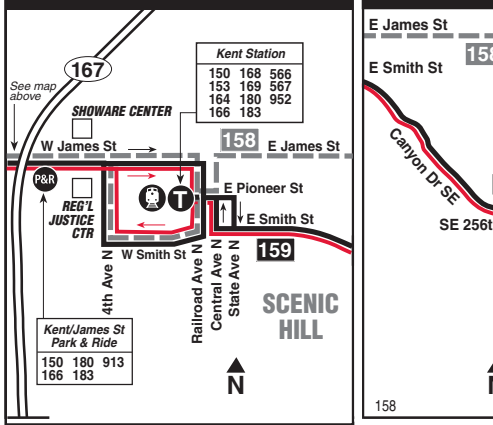 167
See map
above
SHOWARE CENTER
Kent Station
150 168 566
153 169 567
164 180 952
166 183
W James St
158
E James St
P&R
REG'L
JUSTICE
CTR
T
E Pioneer St
E Smith St
W Smith St
159
4th Ave N
Railroad Ave N
Central Ave N
State Ave N
SCENIC
HILL
Kent/James St
Park & Ride
150 180 913
166 183
N
E James St
158
E Smith St
Canyon Dr SE
SE 256t
158